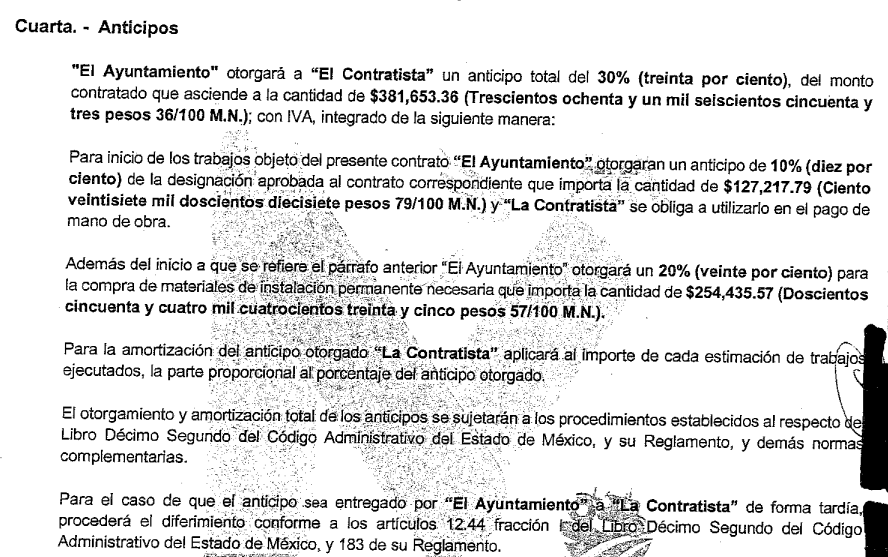 Cuarta. - Anticipos
"El Ayuntamiento" otorgará a "El Contratista" un anticipo total del 30% (treinta por ciento), del monto
contratado que asciende a la cantidad de $381,653.36 (Trescientos ochenta y un mil seiscientos cincuenta y
tres pesos 36/100 M.N.); con IVA, integrado de la siguiente manera:
Para inicio de los trabajos objeto del presente contrato "El Ayuntamiento" otorgaran un anticipo de 10% (diez por
ciento) de la designación aprobada al contrato correspondiente que importa la cantidad de $127,217.79 (Ciento
veintisiete mil doscientos diecisiete pesos 79/100 M.N.) y "La Contratista" se obliga a utilizarlo en el pago de
mano de obra.
Además del inicio a que se refiere el párrafo anterior "El Ayuntamiento" otorgará un 20% (veinte por ciento) para
la compra de materiales de instalación permanente necesaria que importa la cantidad de $254,435.57 (Doscientos
cincuenta y cuatro mil cuatrocientos treinta y cinco pesos 57/100 M.N.).
Para la amortización del anticipo otorgado "La Contratista" aplicará al importe de cada estimación de trabajos
ejecutados, la parte proporcional al porcentaje del anticipo otorgado.
El otorgamiento y amortización total de los anticipos se sujetarán a los procedimientos establecidos al respecto de
Libro Décimo Segundo del Código Administrativo del Estado de México, y su Reglamento, y demás normas
complementarias.
Para el caso de que el anticipo sea entregado por "El Ayuntamiento" a "La Contratista" de forma tardía,
procederá el diferimiento conforme a los artículos 12.44 fracción I del Libro Décimo Segundo del Código
Administrativo del Estado de México, y 183 de su Reglamento.